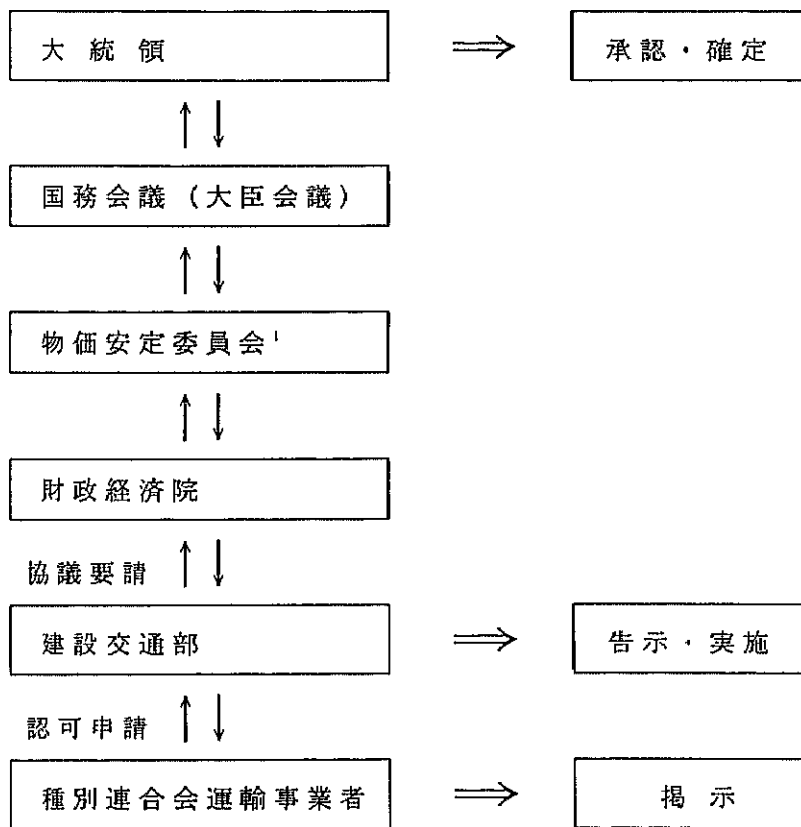 大統領
承認・確定
国務会議（大臣会議）
物価安定委員会¹
財政経済院
協議要請
建設交通部
告示・実施
認可申請
種別連合会運輸事業者
掲示